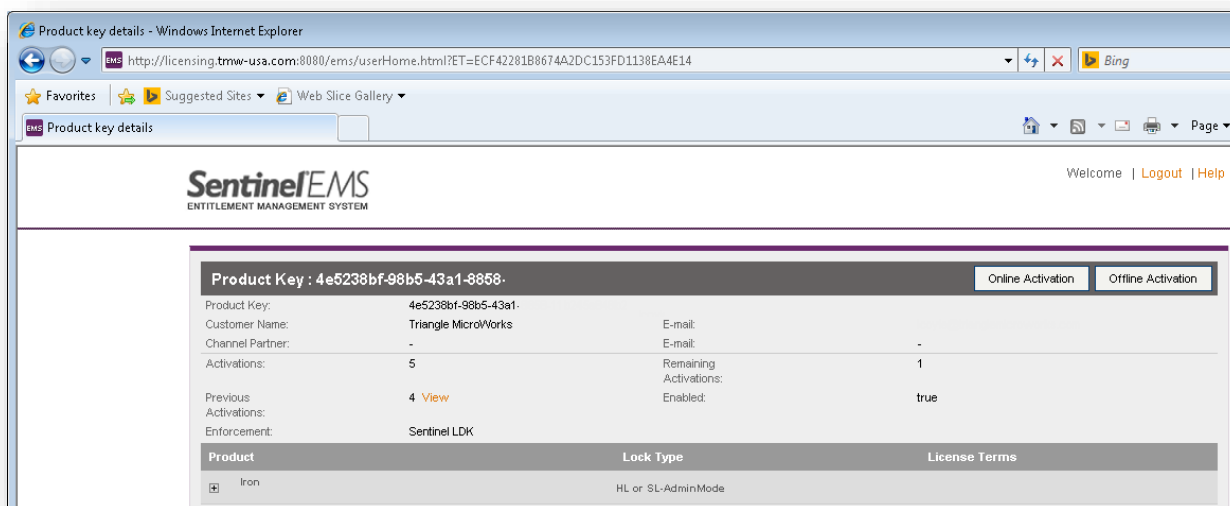 Product key details - Windows Internet Explorer
EMS http://licensing.tmw-usa.com:8080/ems/userHome.html?ET=ECF42281B8674A2DC153FD1138EA4E14 Bing
Favorites Suggested Sites Web Slice Gallery
EMS Product key details Page
Sentinel EMS Welcome | Logout | Help
ENTITLEMENT MANAGEMENT SYSTEM
Product Key : 4e5238bf-98b5-43a1-8858- Online Activation Offline Activation
Product Key: 4e5238bf-98b5-43a1-
Customer Name: Triangle MicroWorks E-mail:
Channel Partner: - E-mail: -
Activations: 5 Remaining Activations: 1
Previous Activations: 4 View Enabled: true
Enforcement: Sentinel LDK
Product Lock Type License Terms
Iron HL or SL-AdminMode